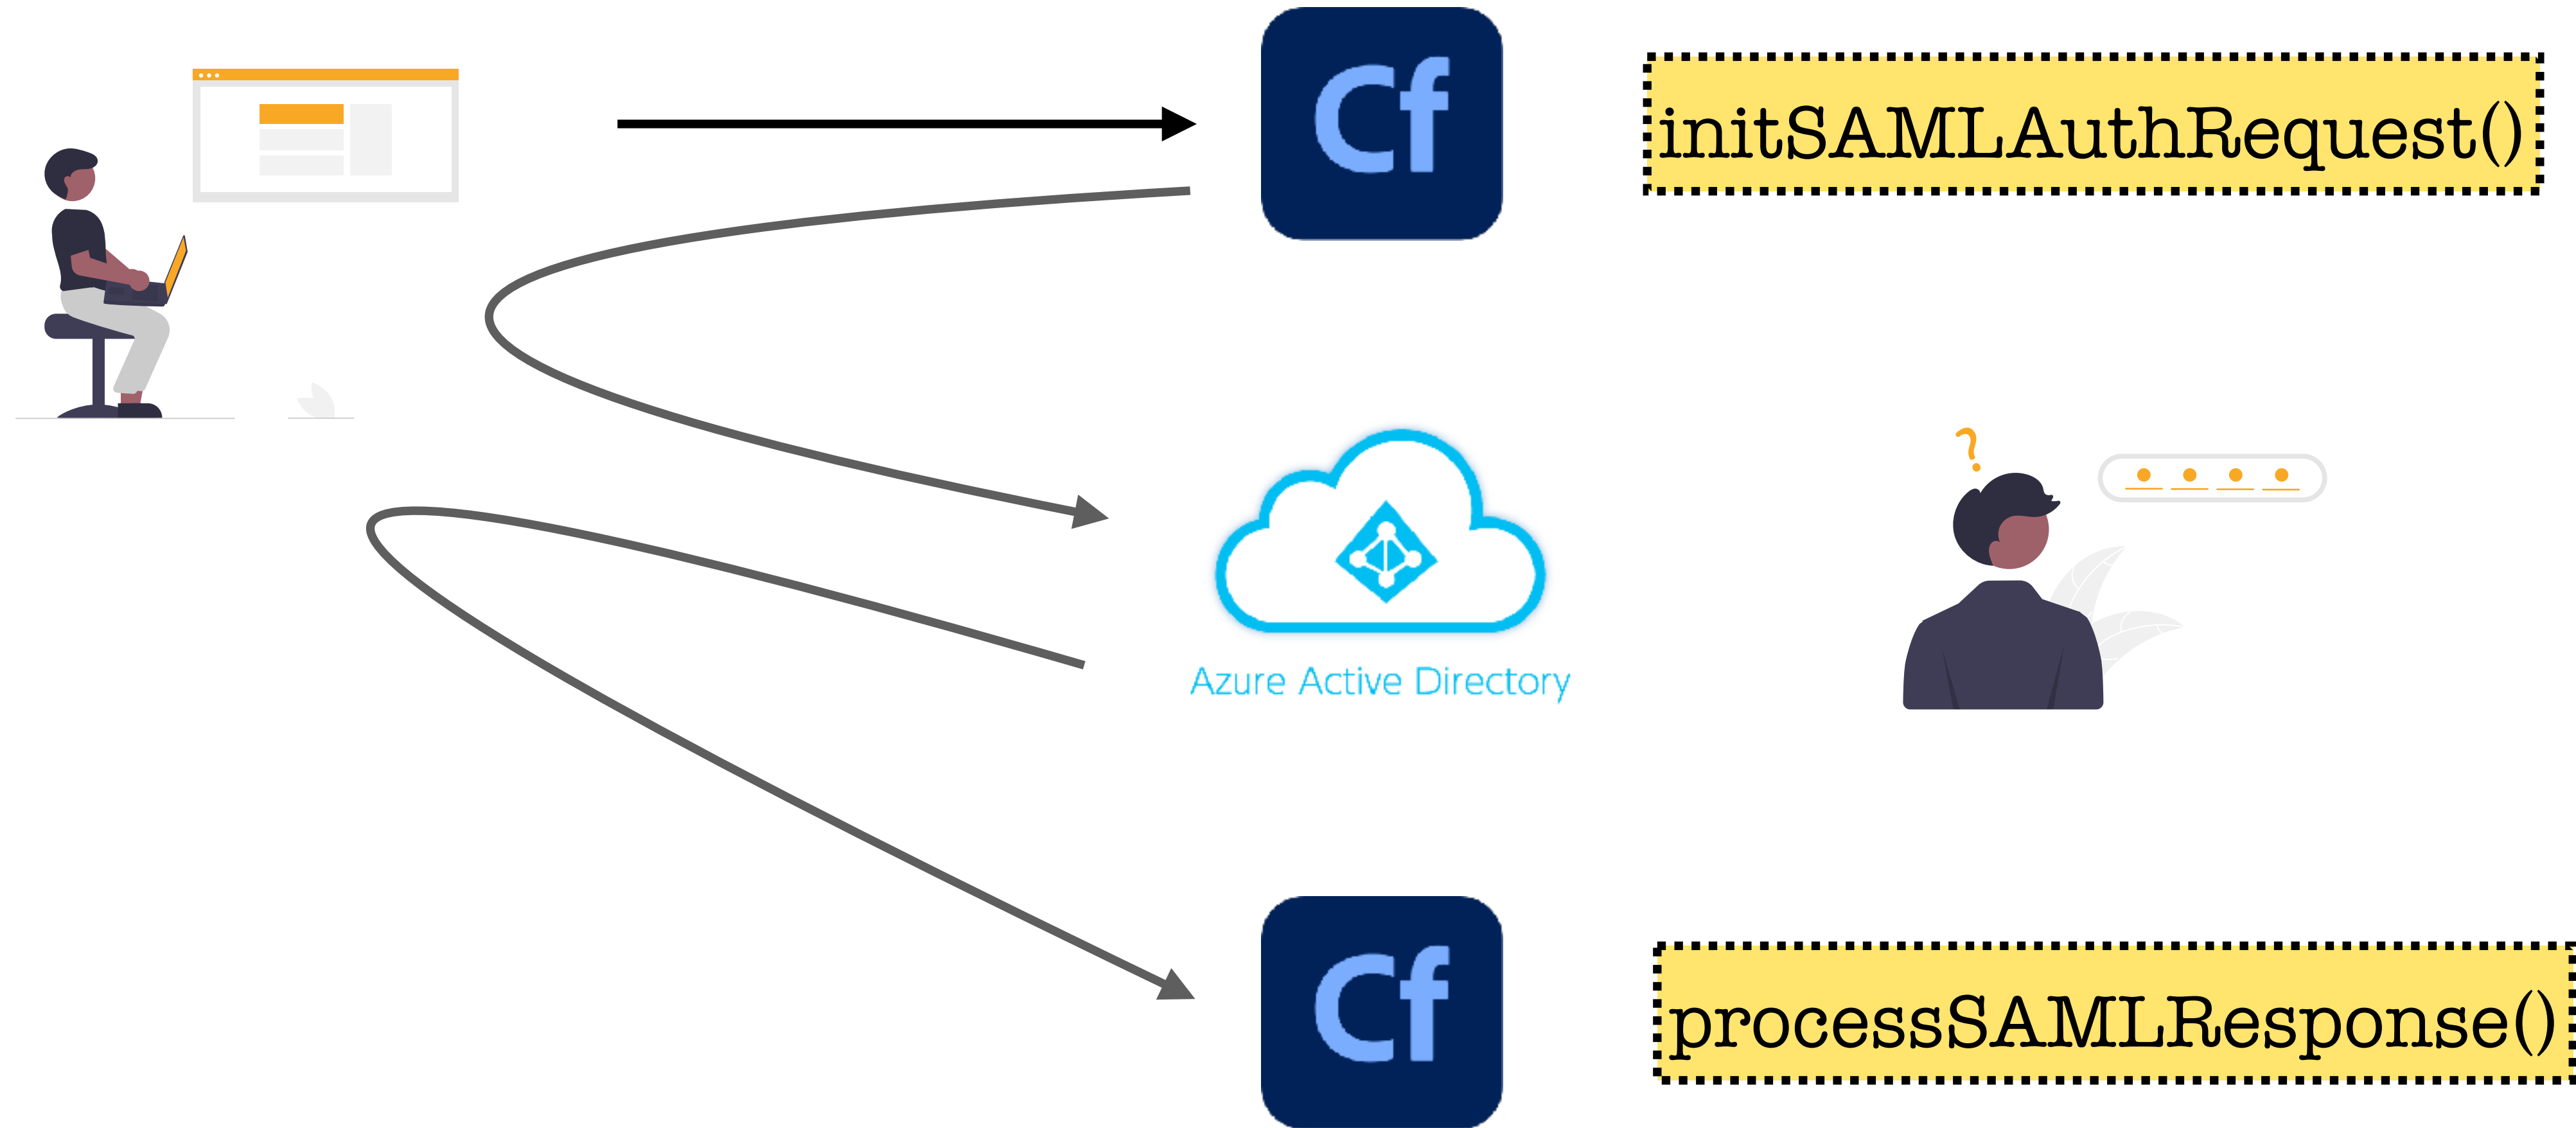 Cf
initSAMLAuthRequest()
Azure Active Directory
Cf
processSAMLResponse()